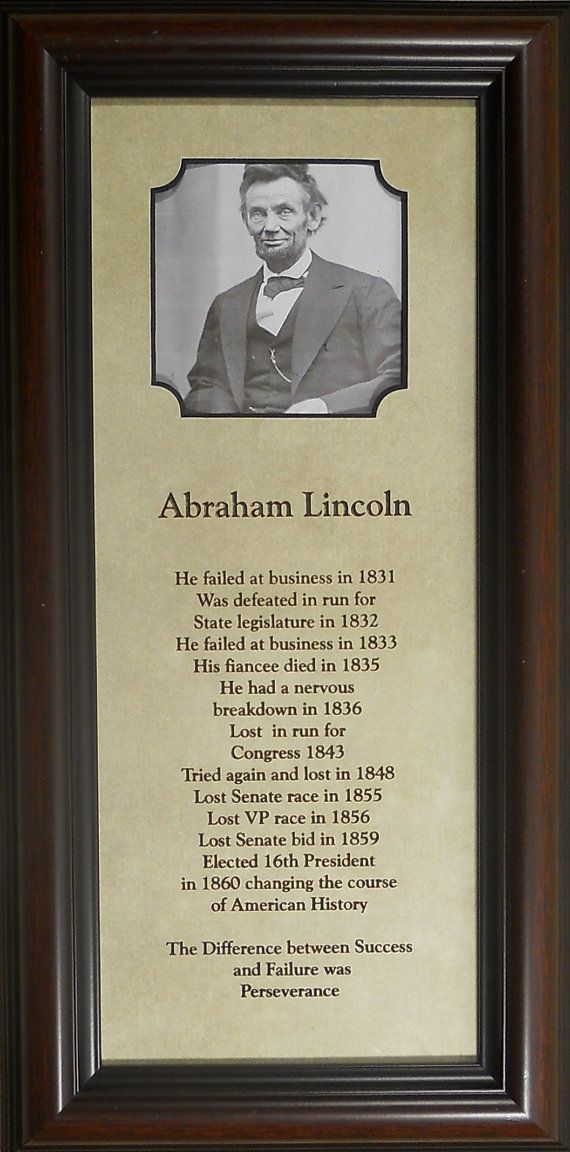 Abraham Lincoln
He failed at business in 1831
Was defeated in run for
State legislature in 1832
He failed at business in 1833
His fiancee died in 1835
He had a nervous
breakdown in 1836
Lost in run for
Congress 1843
Tried again and lost in 1848
Lost Senate race in 1855
Lost VP race in 1856
Lost Senate bid in 1859
Elected 16th President
in 1860 changing the course
of American History
The Difference between Success
and Failure was
Perseverance